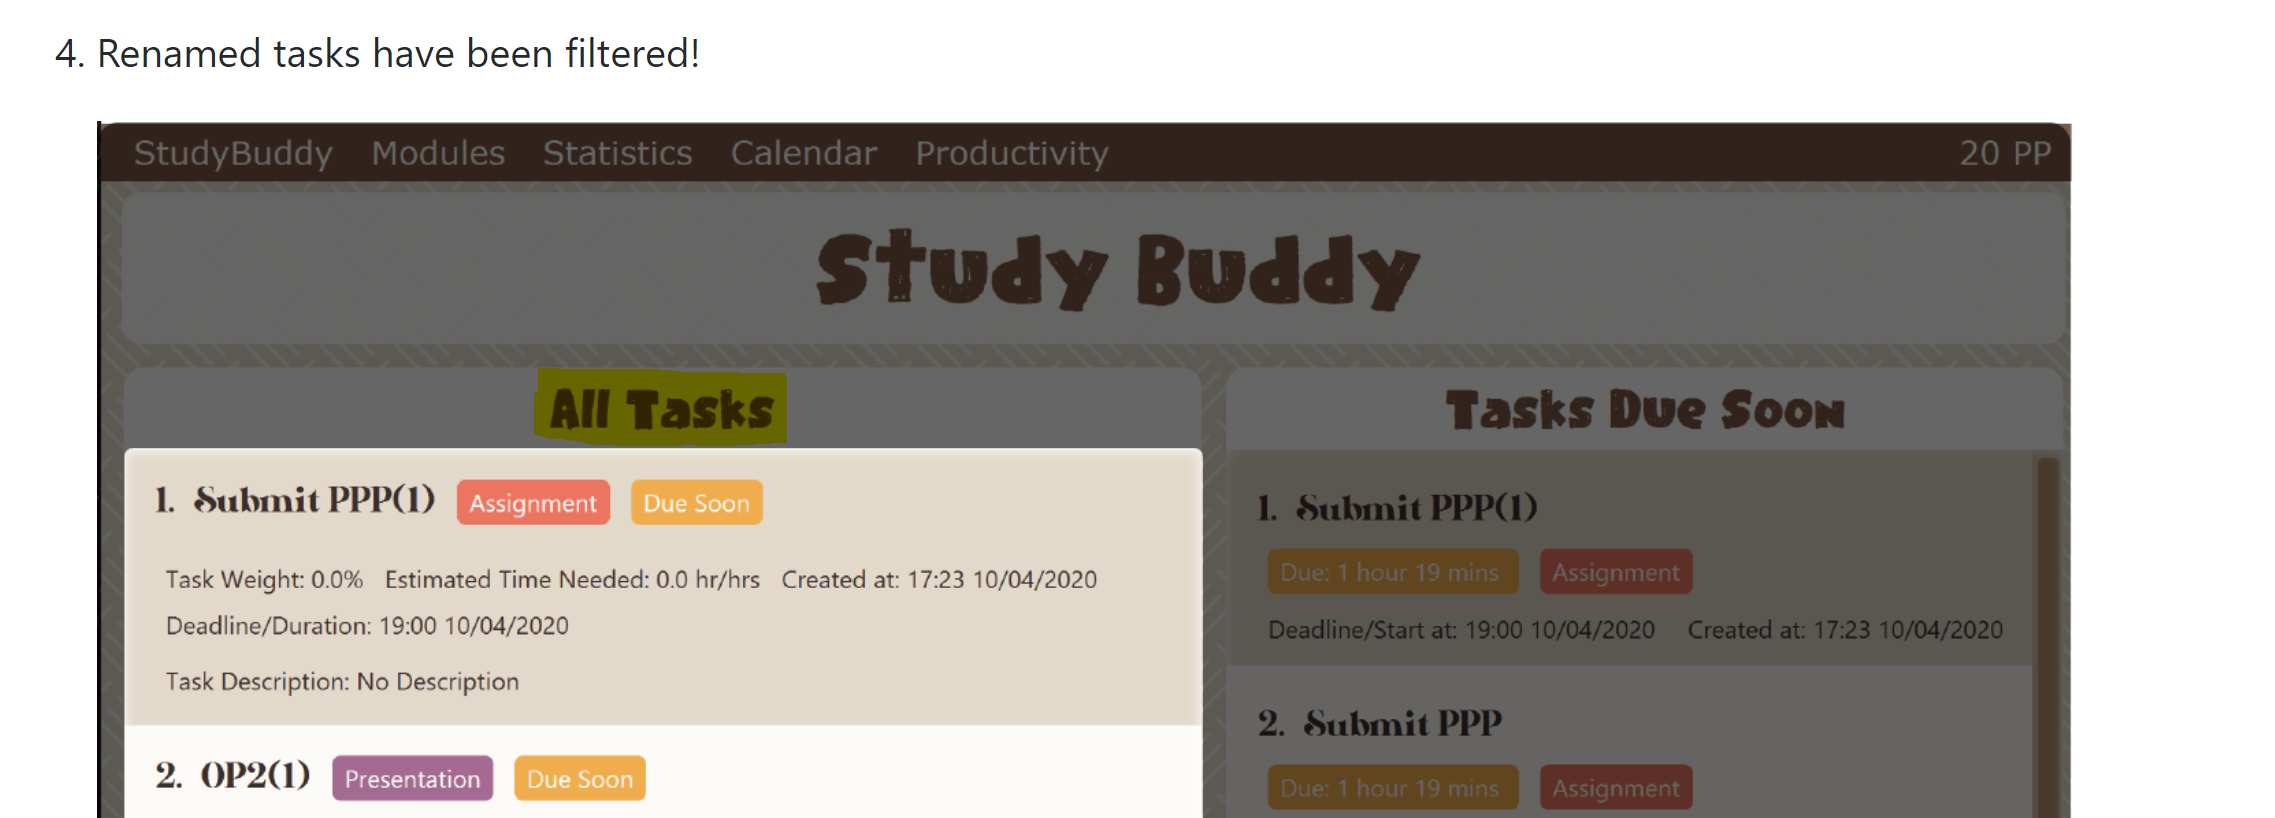 4. Renamed tasks have been filtered!
StudyBuddy Modules Statistics Calendar Productivity 20 PP
Study Buddy
All Tasks
1. Submit PPP(1) Assignment Due Soon
Task Weight: 0.0% Estimated Time Needed: 0.0 hr/hrs Created at: 17:23 10/04/2020
Deadline/Duration: 19:00 10/04/2020
Task Description: No Description
2. OP2(1) Presentation Due Soon
Tasks Due Soon
1. Submit PPP(1)
Due: 1 hour 19 mins Assignment
Deadline/Start at: 19:00 10/04/2020 Created at: 17:23 10/04/2020
2. Submit PPP
Due: 1 hour 19 mins Assignment